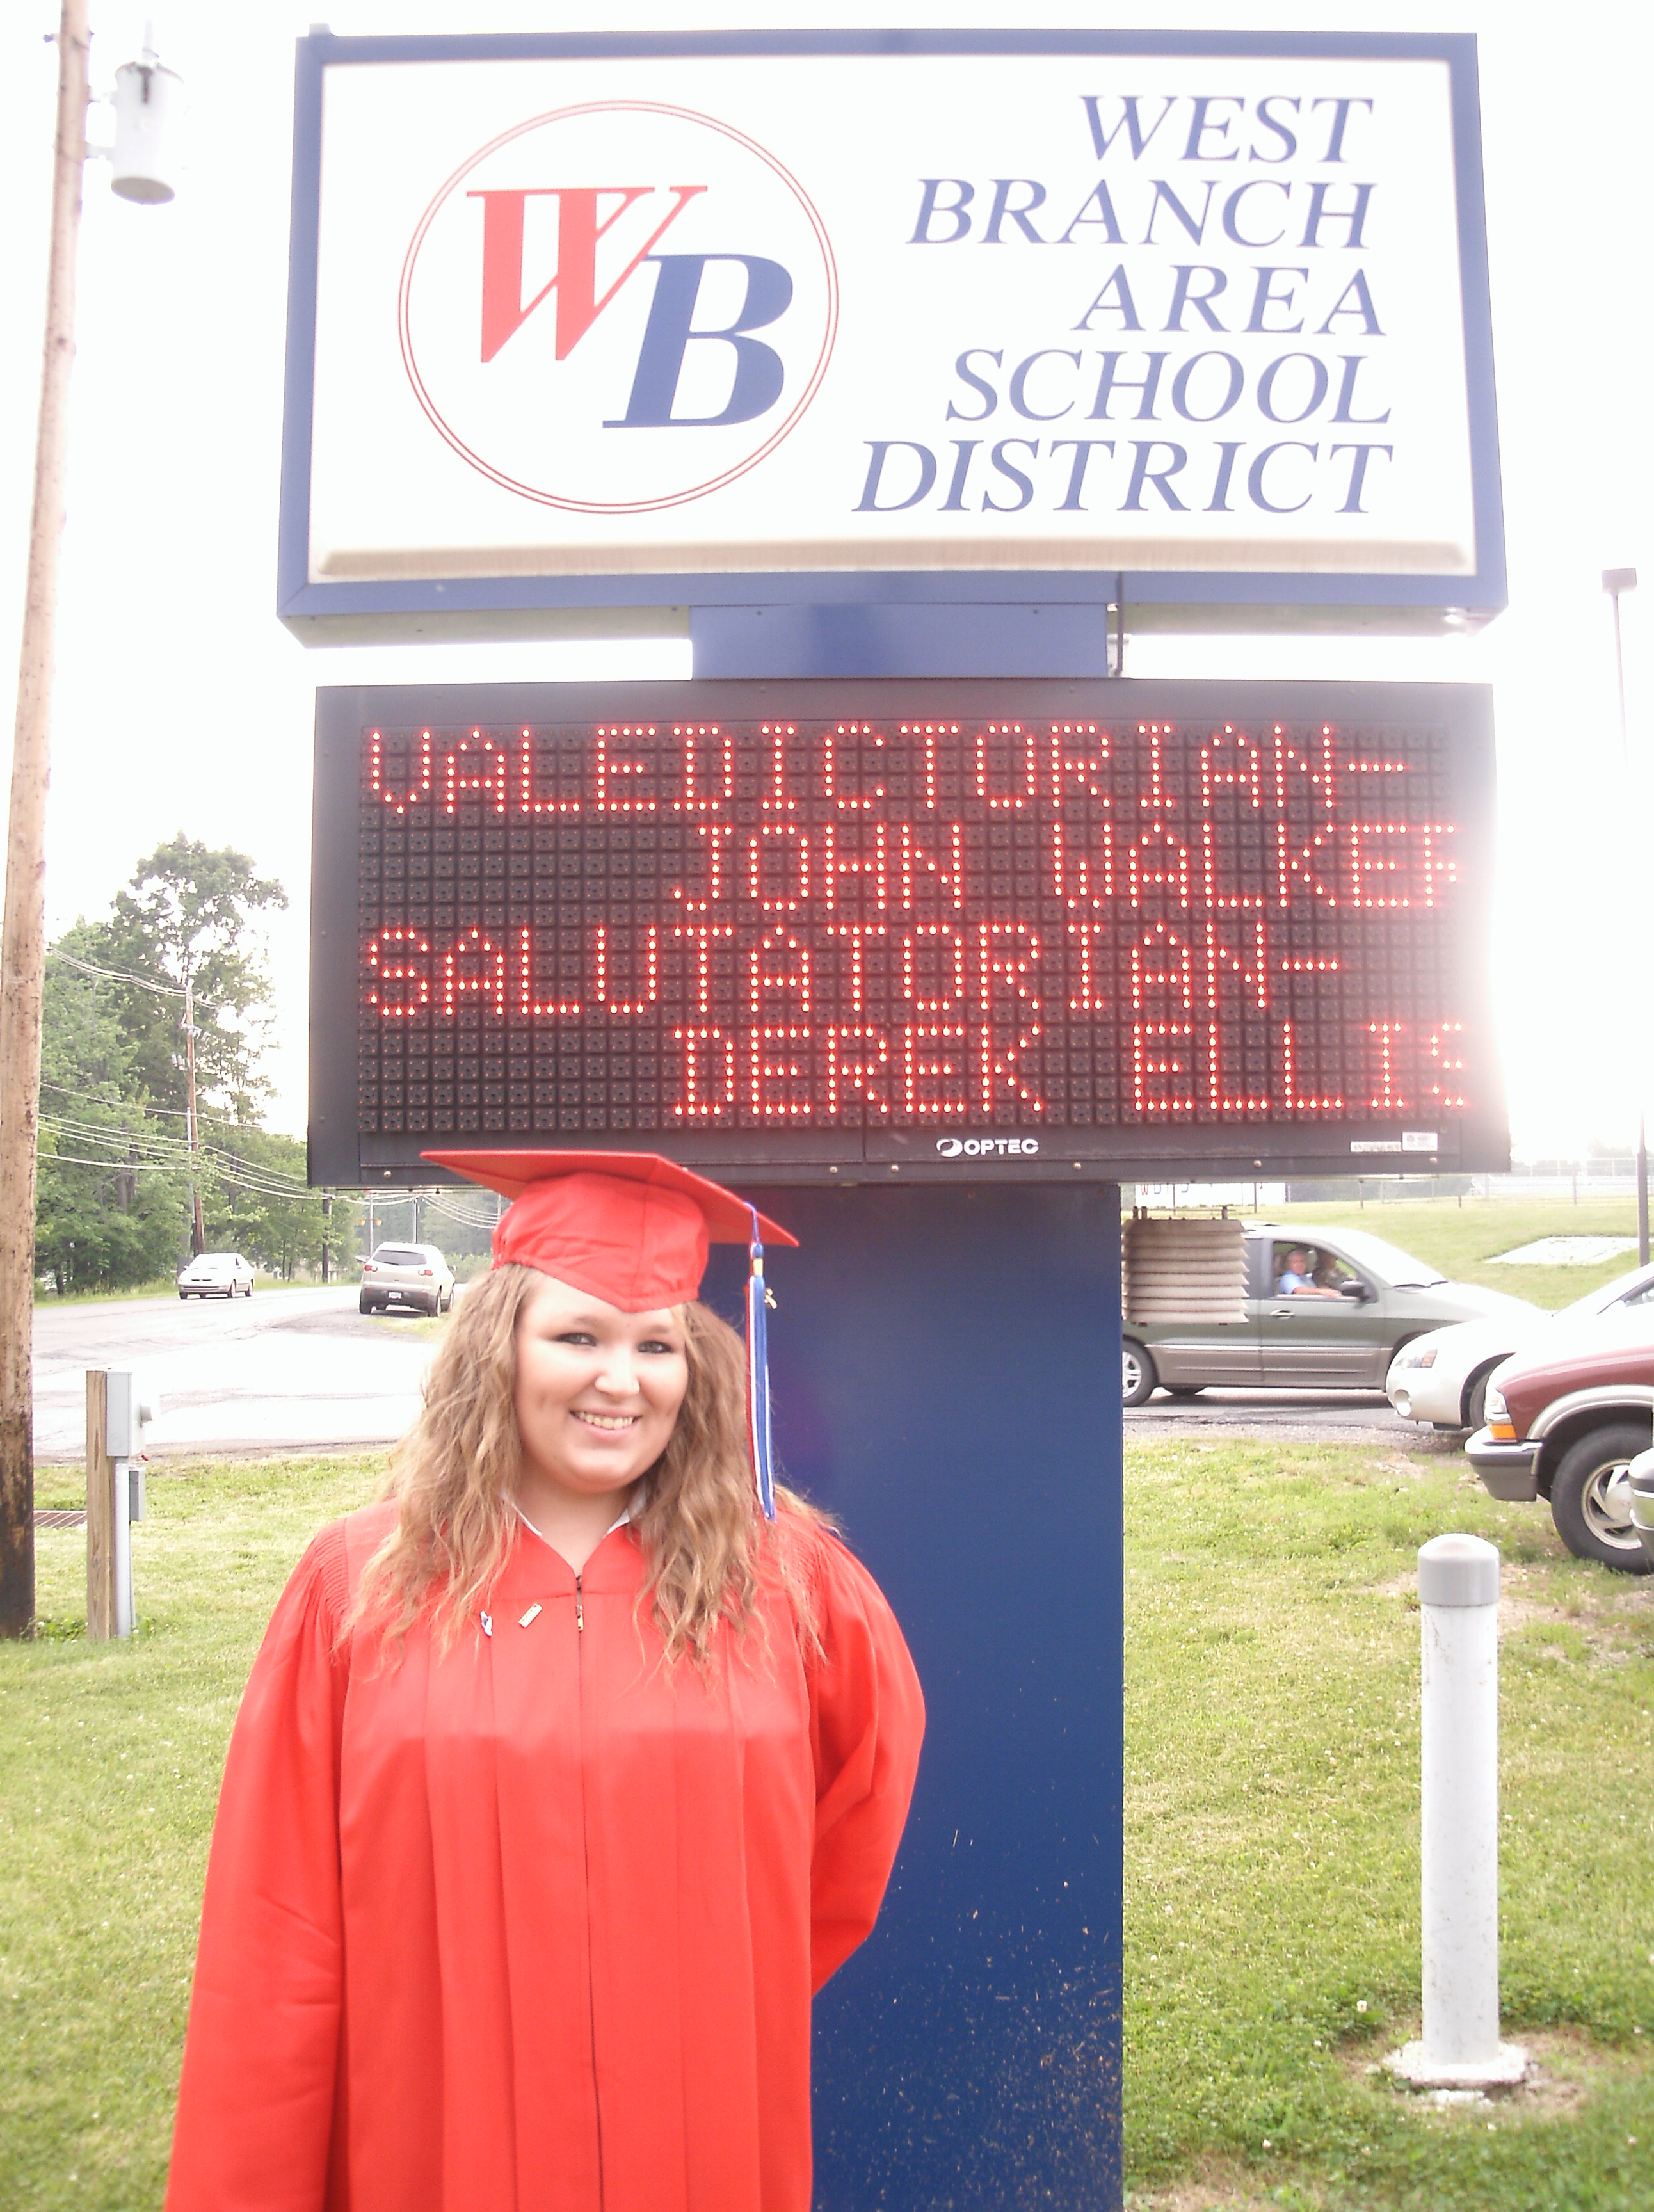 WB
WEST
BRANCH
AREA
SCHOOL
DISTRICT
VALEDICTORIAN-
JOHN WALKER
SALUTATORIAN-
DEREK ELLIS
OPTEC